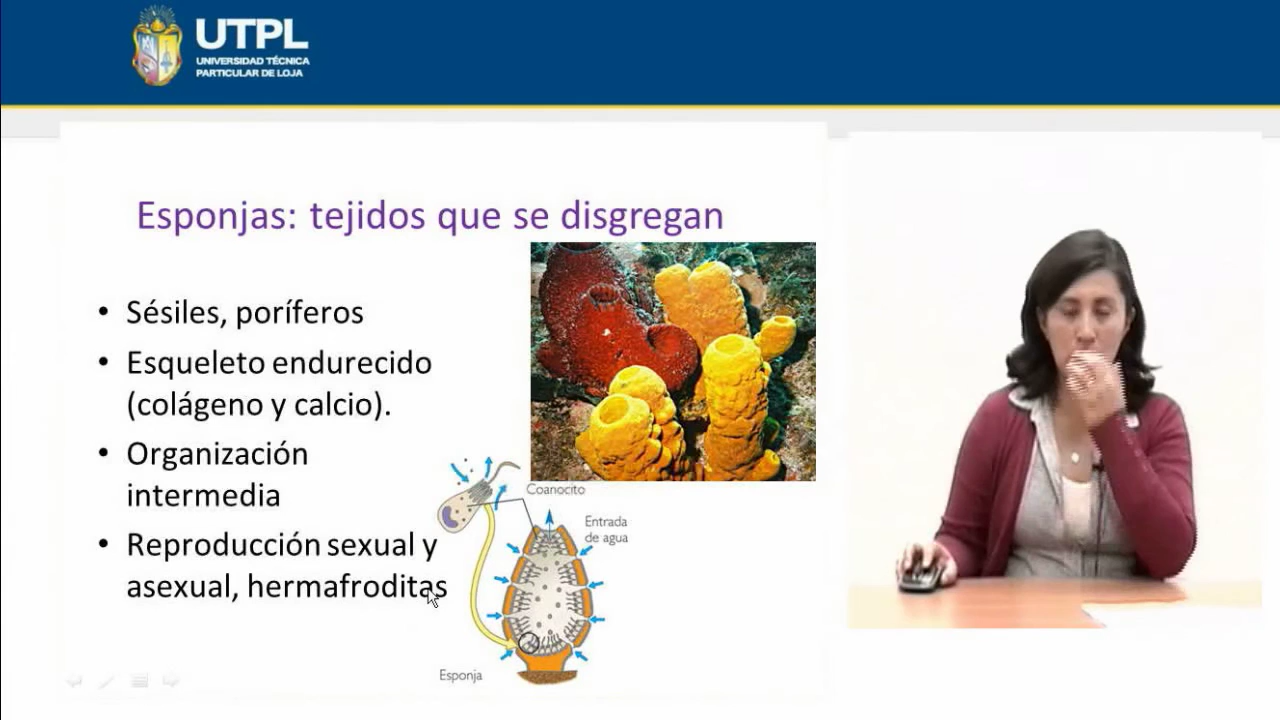 UTPL
UNIVERSIDAD TÉCNICA
PARTICULAR DE LOJA
Esponjas: tejidos que se disgregan
• Sésiles, poríferos
• Esqueleto endurecido
(colágeno y calcio).
• Organización
intermedia
• Reproducción sexual y
asexual, hermafroditas
Coanocito
Entrada
de agua
Esponja